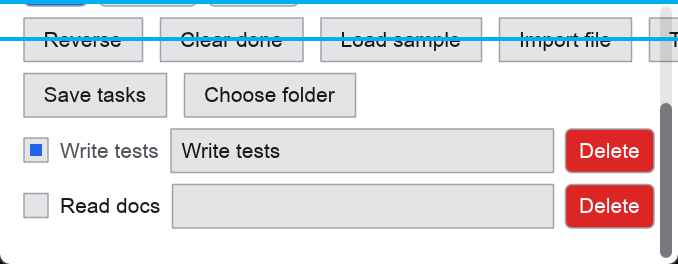 Reverse Clear done Load sample Import file
Save tasks Choose folder
Write tests Write tests Delete
Read docs Delete